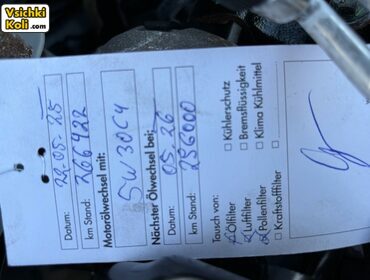 Vsichki
Koli.com
Datum: 22.05.25
km Stand: 266422
Motorölwechsel mit:
5W30C4
Nächster Ölwechsel bei:
Datum: 05.26
km Stand: 256000
Tausch von:
Ölfilter
Luftfilter
Pollenfilter
Kraftstofffilter
Kühlerschutz
Bremsflüssigkeit
Klima Kühlmittel